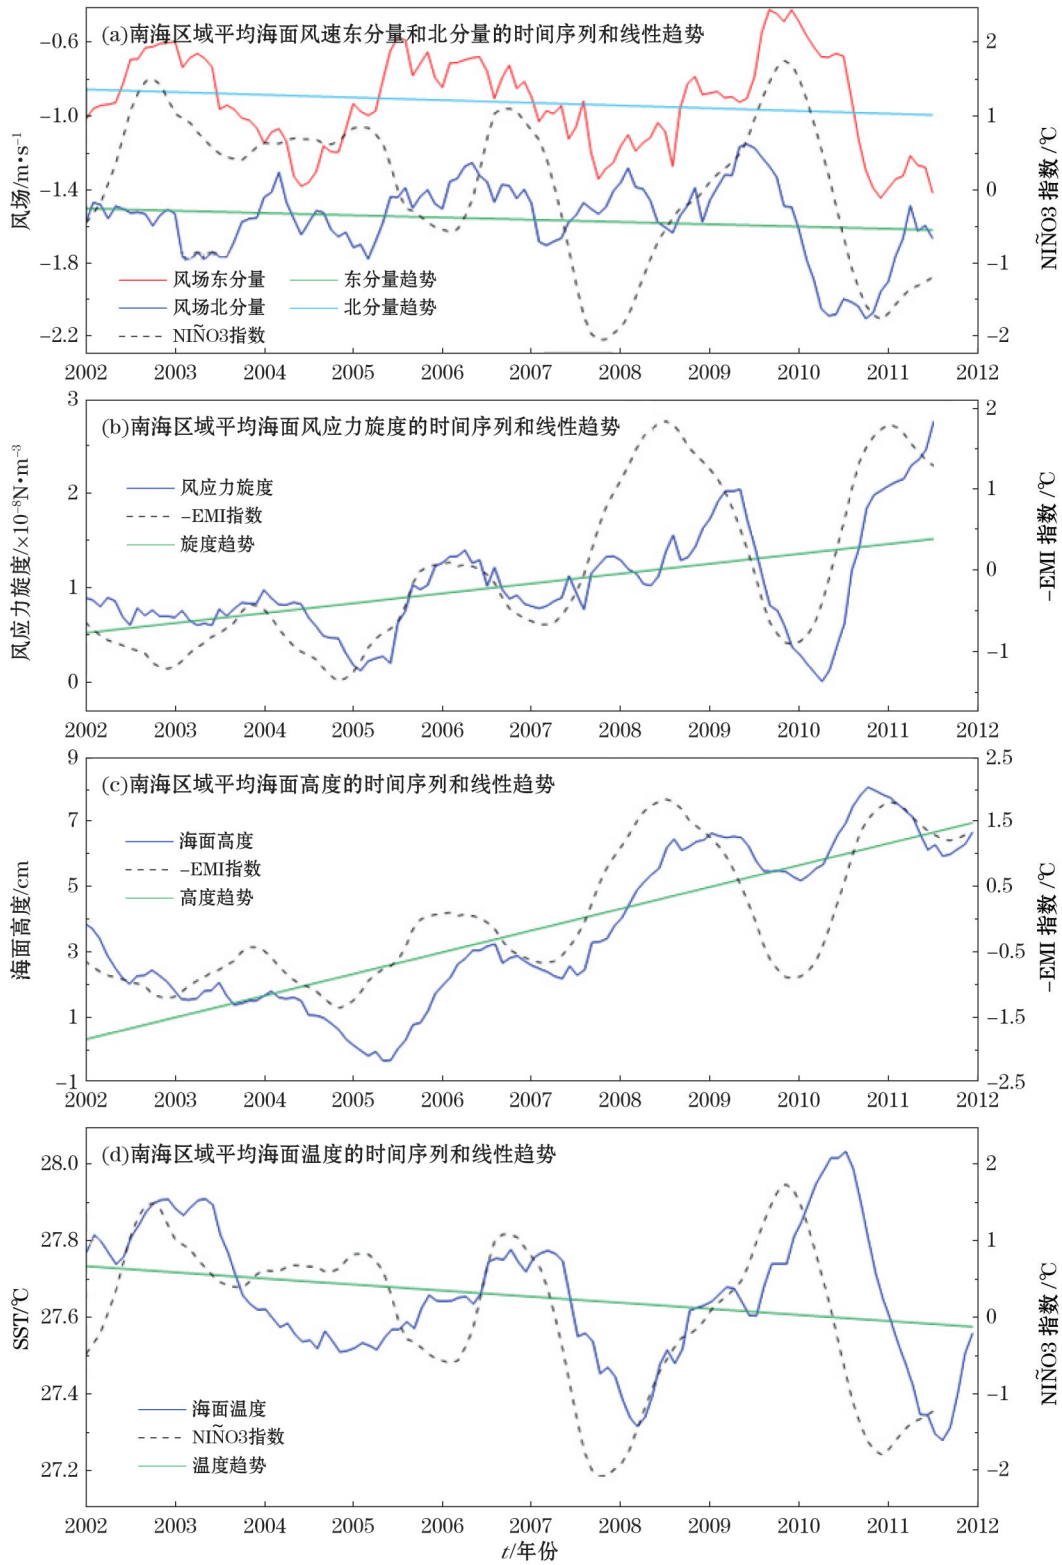 (a)南海区域平均海面风速东分量和北分量的时间序列和线性趋势
风场/m•s⁻¹
−0.6
−1.0
−1.4
−1.8
−2.2
风场东分量
东分量趋势
风场北分量
北分量趋势
NIÑO3指数
2
1
0
−1
−2
NIÑO3 指数/℃
2002 2003 2004 2005 2006 2007 2008 2009 2010 2011 2012
(b)南海区域平均海面风应力旋度的时间序列和线性趋势
风应力旋度/×10⁻⁸N•m⁻³
3
2
1
0
风应力旋度
−EMI指数
旋度趋势
2
1
0
−1
−EMI 指数/℃
2002 2003 2004 2005 2006 2007 2008 2009 2010 2011 2012
(c)南海区域平均海面高度的时间序列和线性趋势
海面高度/cm
9
7
5
3
1
−1
海面高度
−EMI指数
高度趋势
2.5
1.5
0.5
−0.5
−1.5
−2.5
−EMI 指数/℃
2002 2003 2004 2005 2006 2007 2008 2009 2010 2011 2012
(d)南海区域平均海面温度的时间序列和线性趋势
SST/℃
28.0
27.8
27.6
27.4
27.2
海面温度
NIÑO3指数
温度趋势
2
1
0
−1
−2
NIÑO3 指数/℃
2002 2003 2004 2005 2006 2007 2008 2009 2010 2011 2012
t/年份